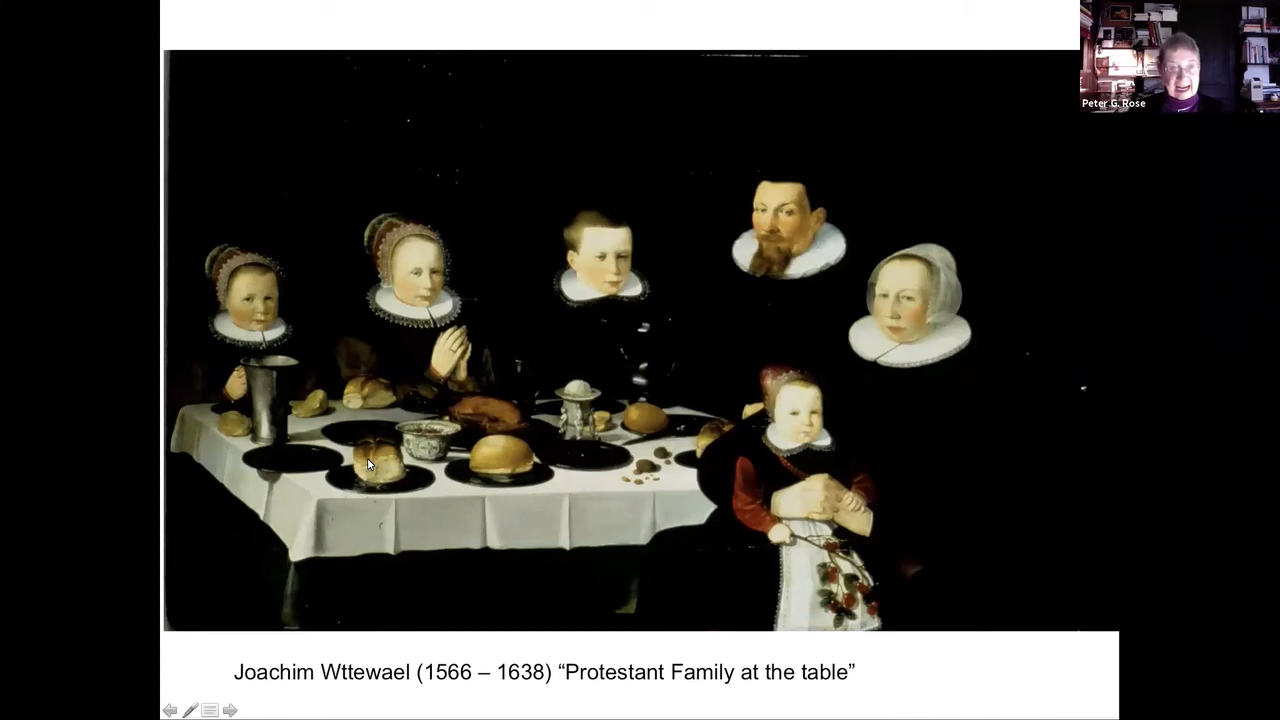 Peter G. Rose
Joachim Wttewael (1566 – 1638) “Protestant Family at the table”